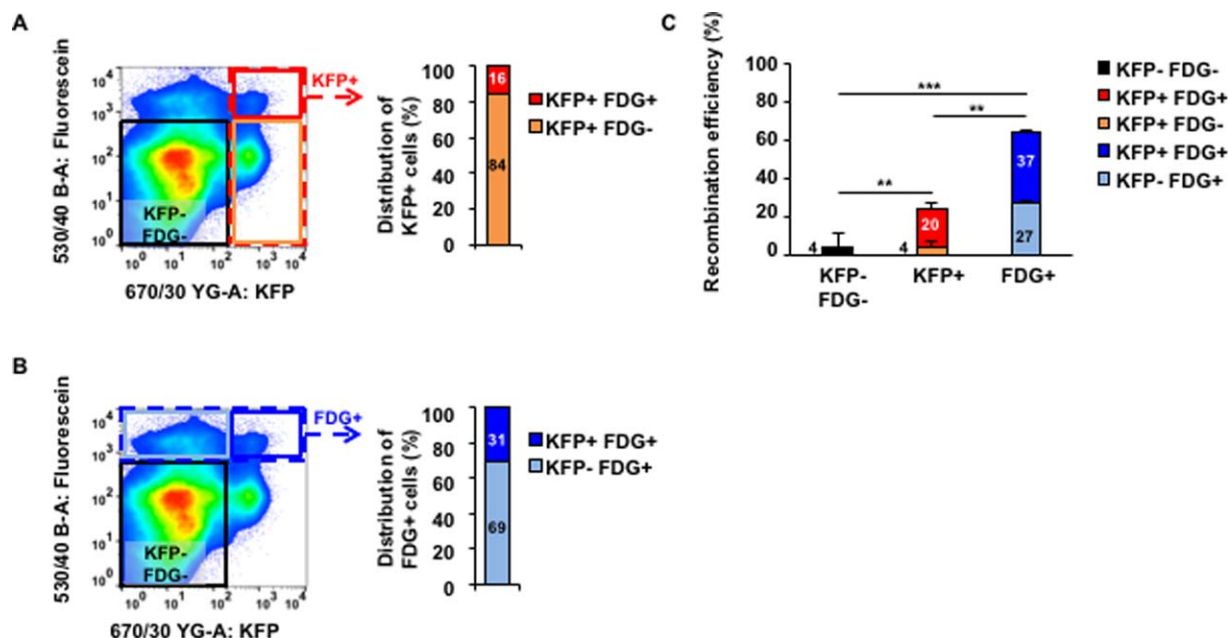 A
530/40 B-A: Fluorescein
10⁴
10³
10²
10¹
10⁰
KFP-
FDG-
10⁰ 10¹ 10² 10³ 10⁴
670/30 YG-A: KFP
KFP+
Distribution of
KFP+ cells (%)
100
80
60
40
20
0
16
84
KFP+ FDG+
KFP+ FDG-
B
530/40 B-A: Fluorescein
10⁴
10³
10²
10¹
10⁰
KFP-
FDG-
10⁰ 10¹ 10² 10³ 10⁴
670/30 YG-A: KFP
FDG+
Distribution of
FDG+ cells (%)
100
80
60
40
20
0
31
69
KFP+ FDG+
KFP- FDG+
C
Recombination efficiency (%)
100
80
60
40
20
0
***
**
**
4
4
20
37
27
KFP-
FDG-
KFP+
FDG+
KFP- FDG-
KFP+ FDG+
KFP+ FDG-
KFP+ FDG+
KFP- FDG+